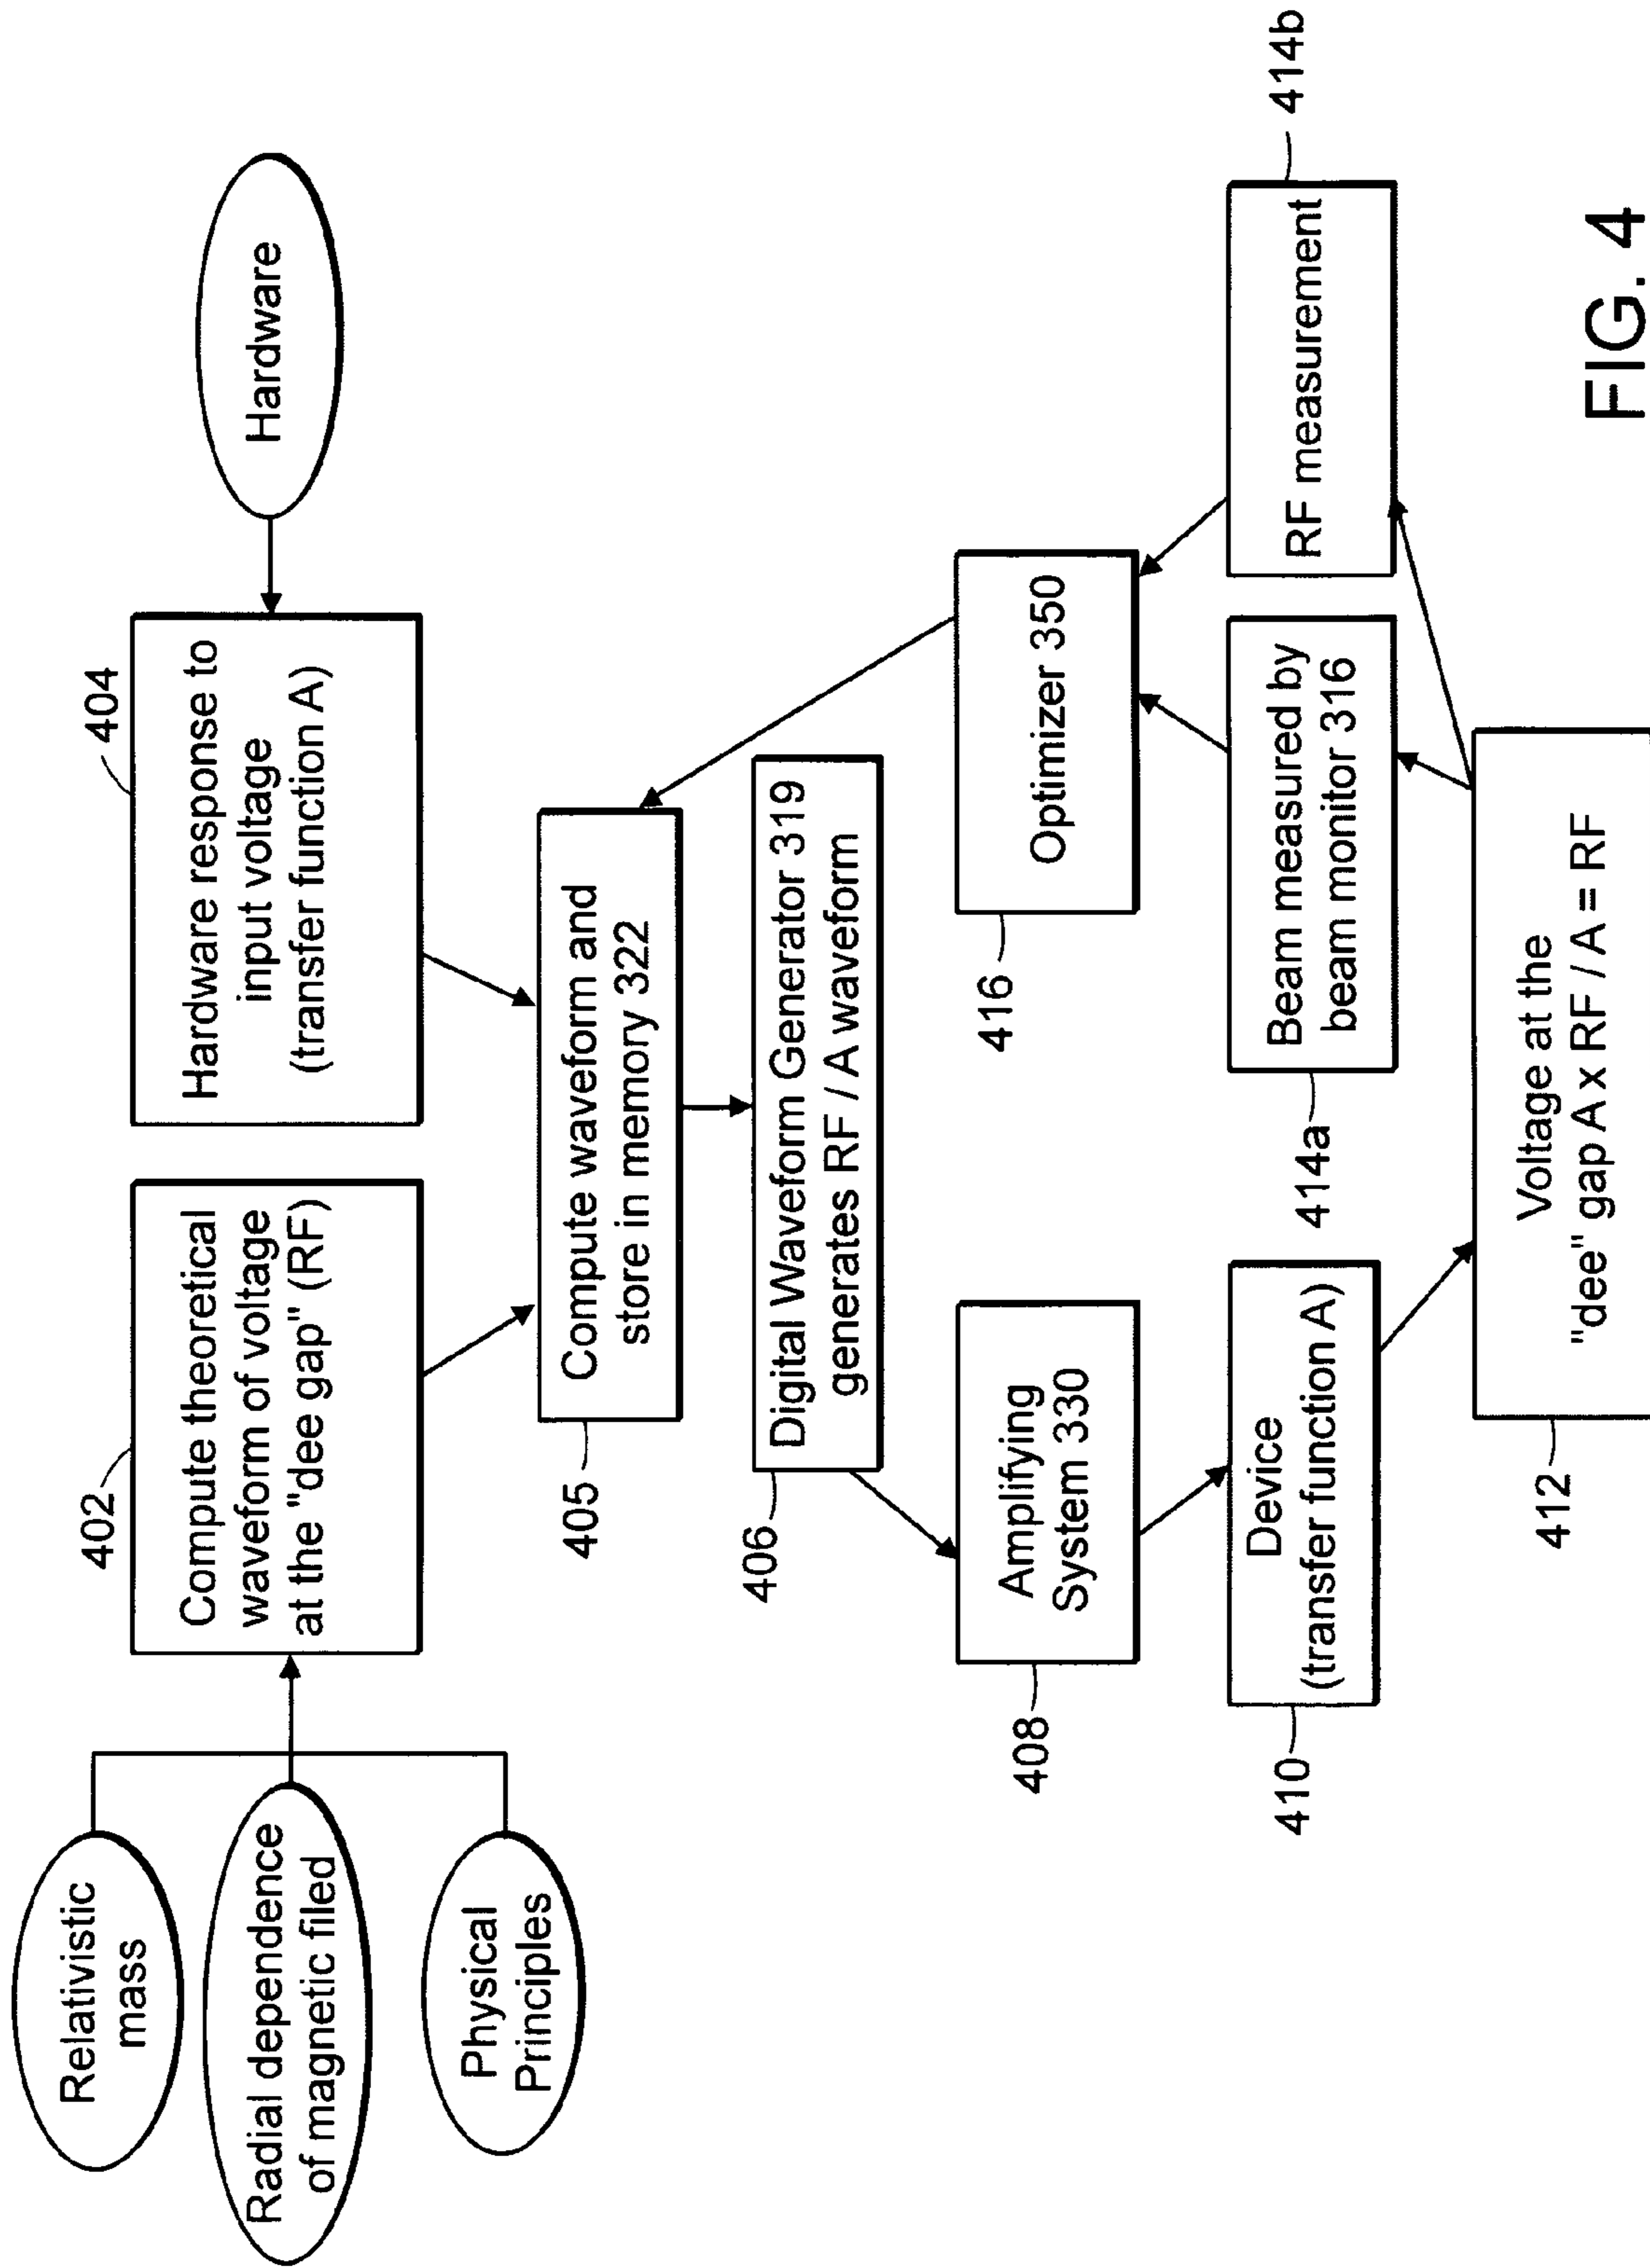 Relativistic
mass
Radial dependence
of magnetic filed
Physical
Principles
402
Compute theoretical
waveform of voltage
at the "dee gap" (RF)
404
Hardware response to
input voltage
(transfer function A)
Hardware
405
Compute waveform and
store in memory 322
406
Digital Waveform Generator 319
generates RF / A waveform
408
Amplifying
System 330
416
Optimizer 350
410
Device
(transfer function A)
414a
Beam measured by
beam monitor 316
RF measurement
414b
412
Voltage at the
"dee" gap A x RF / A = RF
FIG. 4